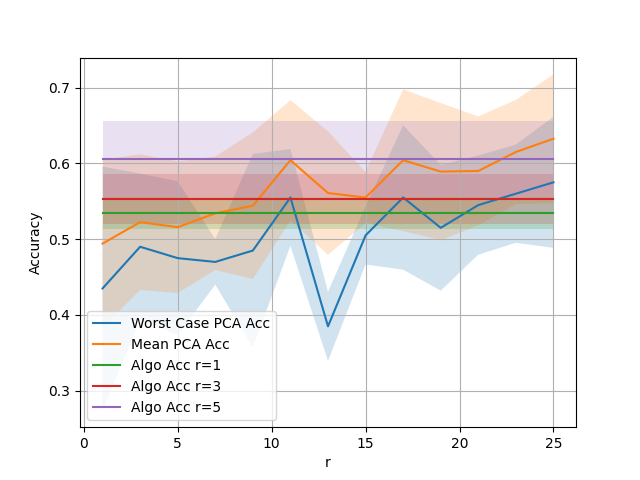 0.7
0.6
0.5
0.4
0.3
Accuracy
Worst Case PCA Acc
Mean PCA Acc
Algo Acc r=1
Algo Acc r=3
Algo Acc r=5
0 5 10 15 20 25
r